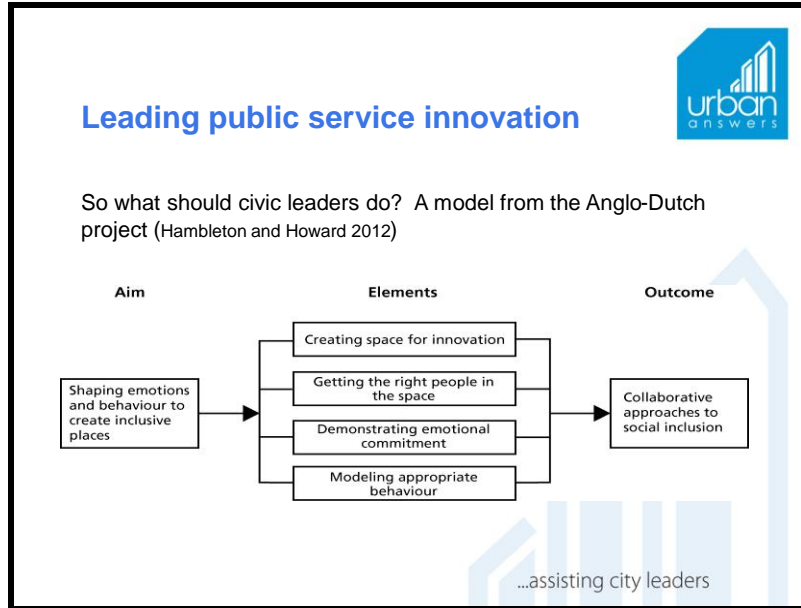 urban
answers
Leading public service innovation
So what should civic leaders do?  A model from the Anglo-Dutch
project (Hambleton and Howard 2012)
Aim
Elements
Outcome
Shaping emotions
and behaviour to
create inclusive
places
Creating space for innovation
Getting the right people in
the space
Demonstrating emotional
commitment
Modeling appropriate
behaviour
Collaborative
approaches to
social inclusion
...assisting city leaders